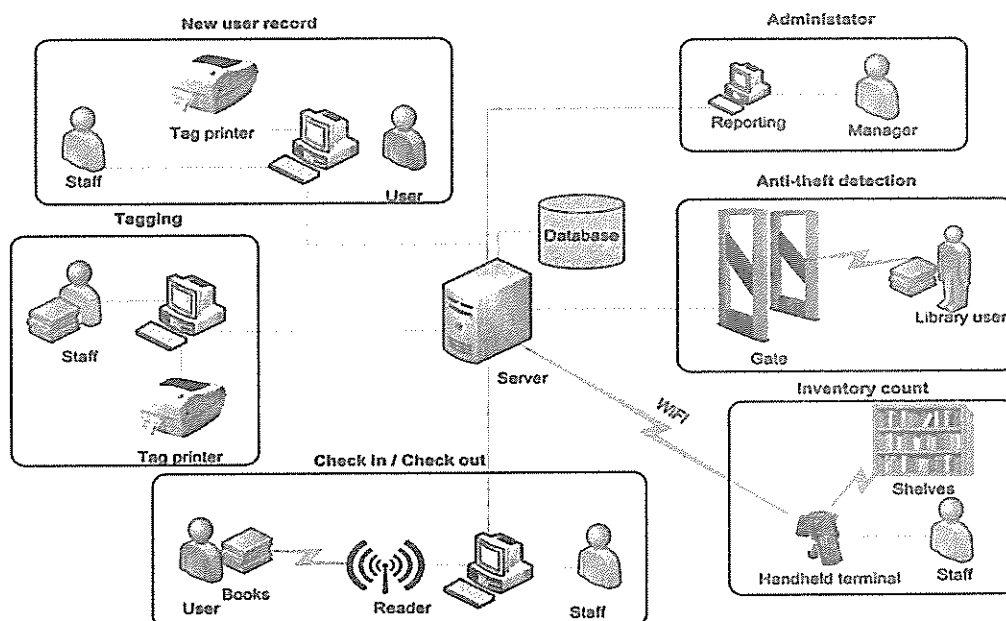 New user record
Tag printer
Staff
User
Administator
Reporting
Manager
Tagging
Staff
Tag printer
Database
Server
Anti-theft detection
Gate
Library user
WiFi
Inventory count
Shelves
Handheld terminal
Staff
Check in / Check out
User
Books
Reader
Staff